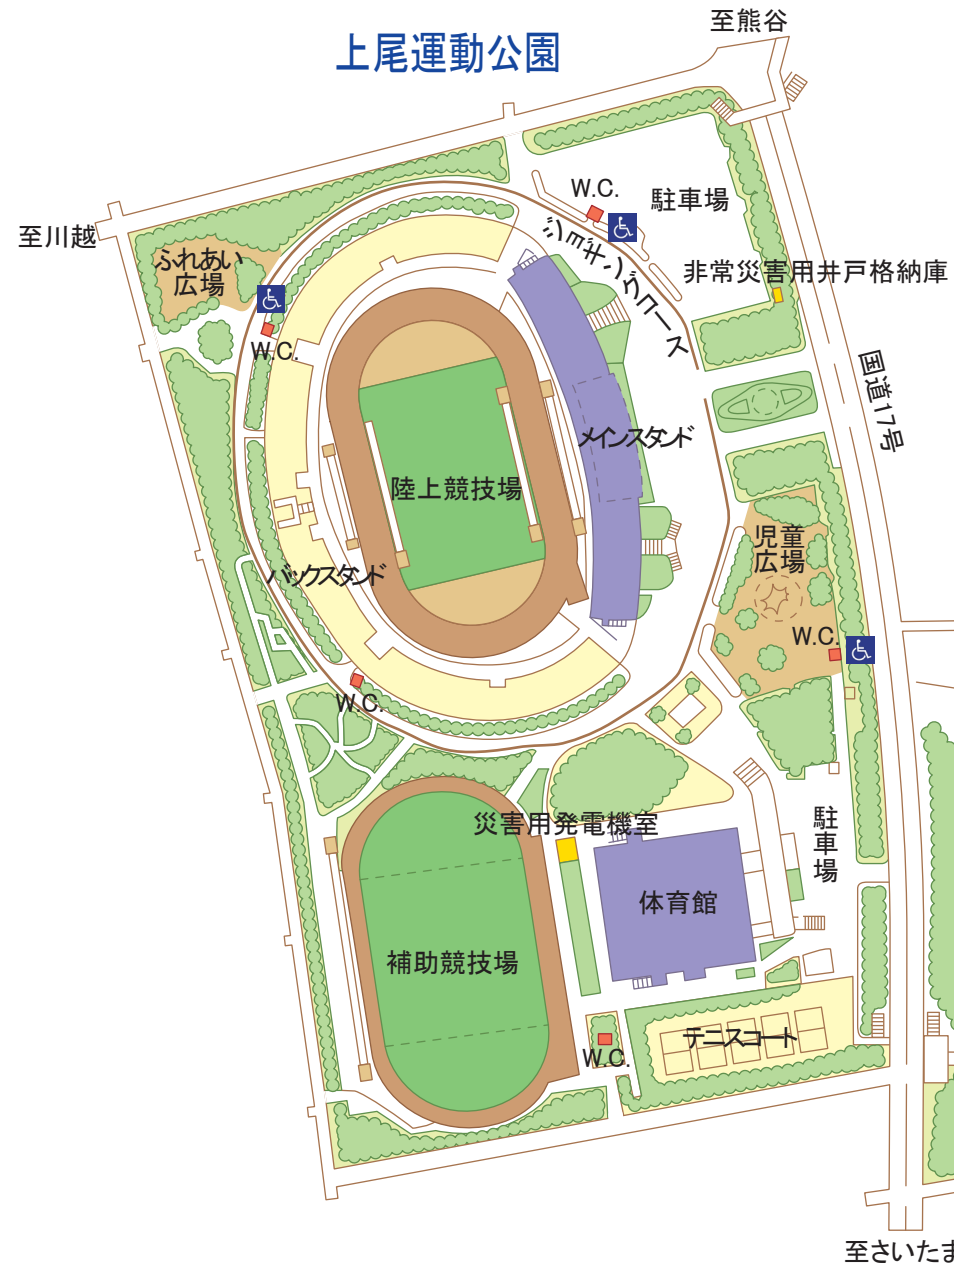 至熊谷
上尾運動公園
W.C.
駐車場
至川越
ふれあい
広場
ジョギングコース
非常災害用井戸格納庫
W.C.
国道17号
メインスタンド
陸上競技場
児童
広場
バックスタンド
W.C.
W.C.
災害用発電機室
駐車場
体育館
補助競技場
テニスコート
W.C.
至さいたま